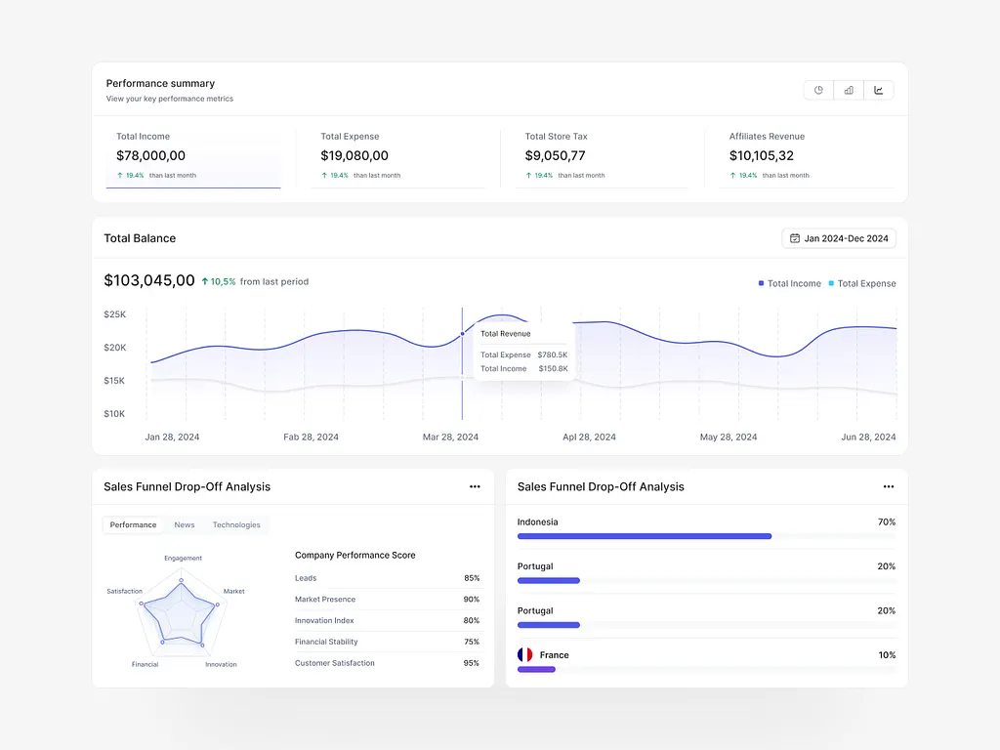 Performance summary
View your key performance metrics
Total Income
$78,000,00
19.4% than last month
Total Expense
$19,080,00
19.4% than last month
Total Store Tax
$9,050,77
19.4% than last month
Affiliates Revenue
$10,105,32
19.4% than last month
Total Balance
Jan 2024-Dec 2024
$103,045,00 10,5% from last period
Total Income Total Expense
$25K
$20K
$15K
$10K
Total Revenue
Total Expense $780.5K
Total Income $150.8K
Jan 28, 2024 Fab 28, 2024 Mar 28, 2024 Apl 28, 2024 May 28, 2024 Jun 28, 2024
Sales Funnel Drop-Off Analysis
Performance News Technologies
Engagement
Satisfaction
Market
Financial
Innovation
Company Performance Score
Leads 85%
Market Presence 90%
Innovation Index 80%
Financial Stability 75%
Customer Satisfaction 95%
Sales Funnel Drop-Off Analysis
Indonesia 70%
Portugal 20%
Portugal 20%
France 10%